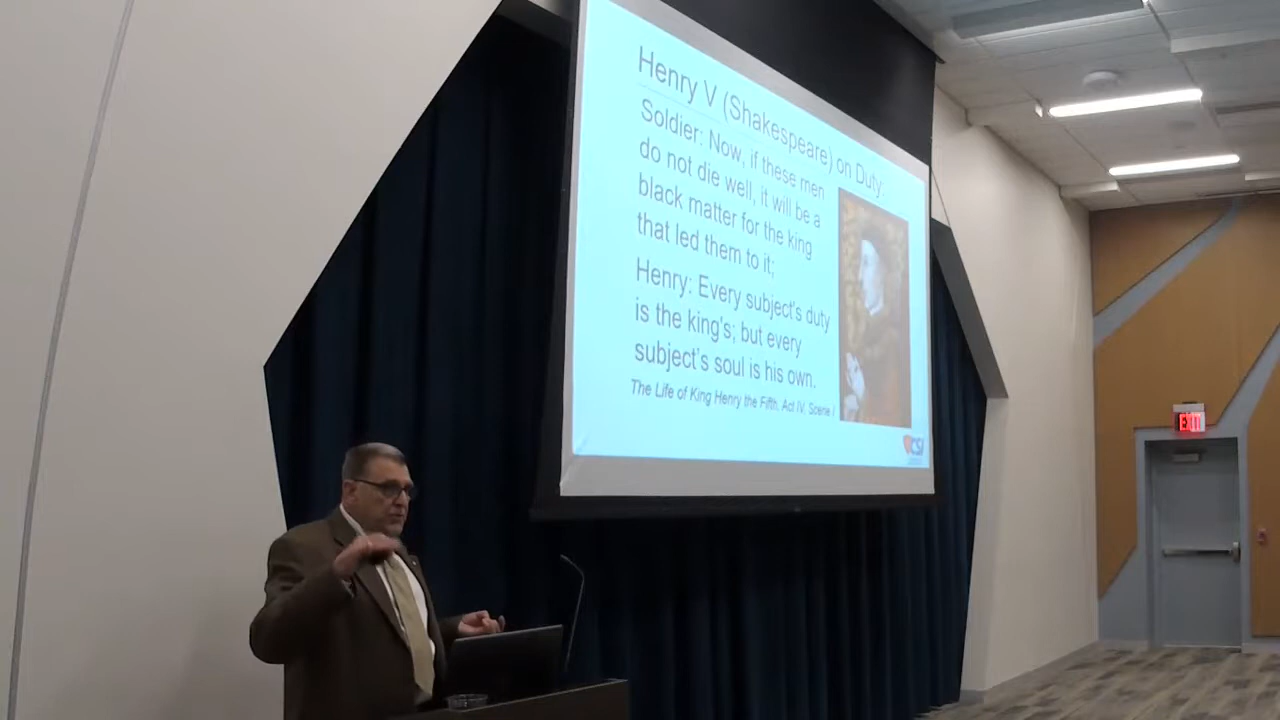 Henry V (Shakespeare) on Duty:
Soldier: Now, if these men
do not die well, it will be a
black matter for the king
that led them to it;
Henry: Every subject's duty
is the king's; but every
subject's soul is his own.
The Life of King Henry the Fifth, Act IV, Scene I
CSI
EXIT